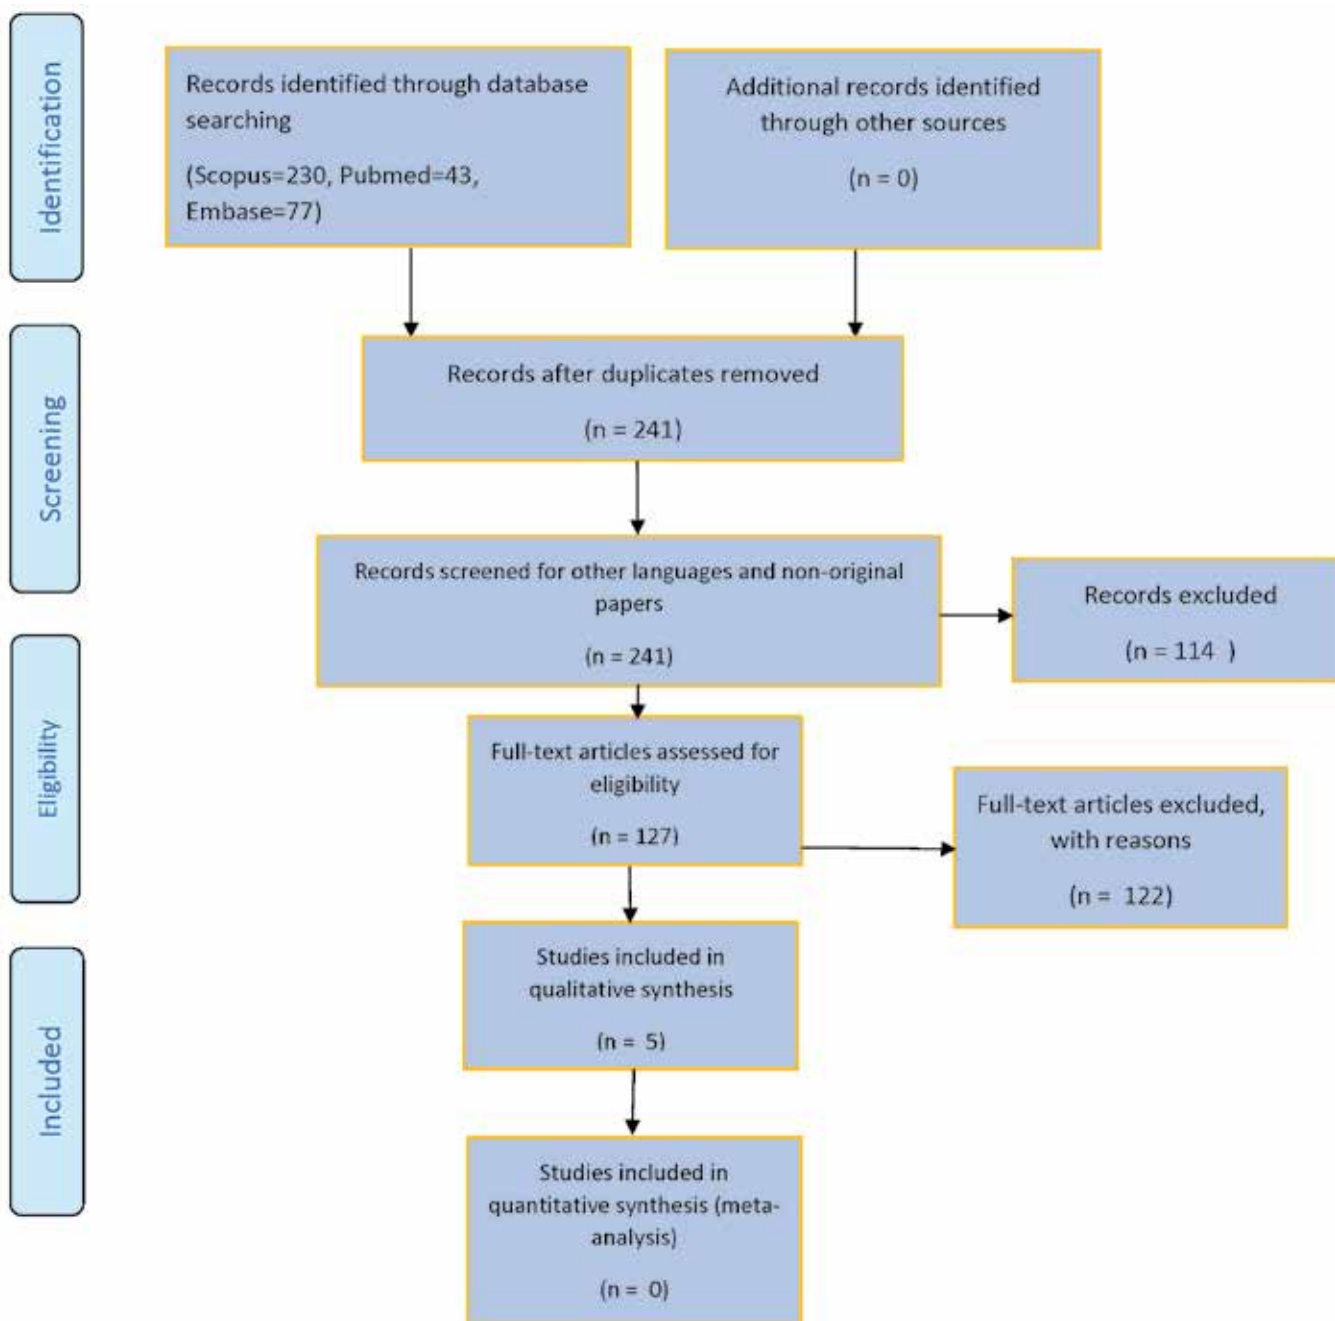 Identification
Records identified through database
searching
(Scopus=230, Pubmed=43,
Embase=77)
Additional records identified
through other sources
(n = 0)
Screening
Records after duplicates removed
(n = 241)
Records screened for other languages and non-original
papers
(n = 241)
Records excluded
(n = 114 )
Eligibility
Full-text articles assessed for
eligibility
(n = 127)
Full-text articles excluded,
with reasons
(n = 122)
Included
Studies included in
qualitative synthesis
(n = 5)
Studies included in
quantitative synthesis (meta-
analysis)
(n = 0)